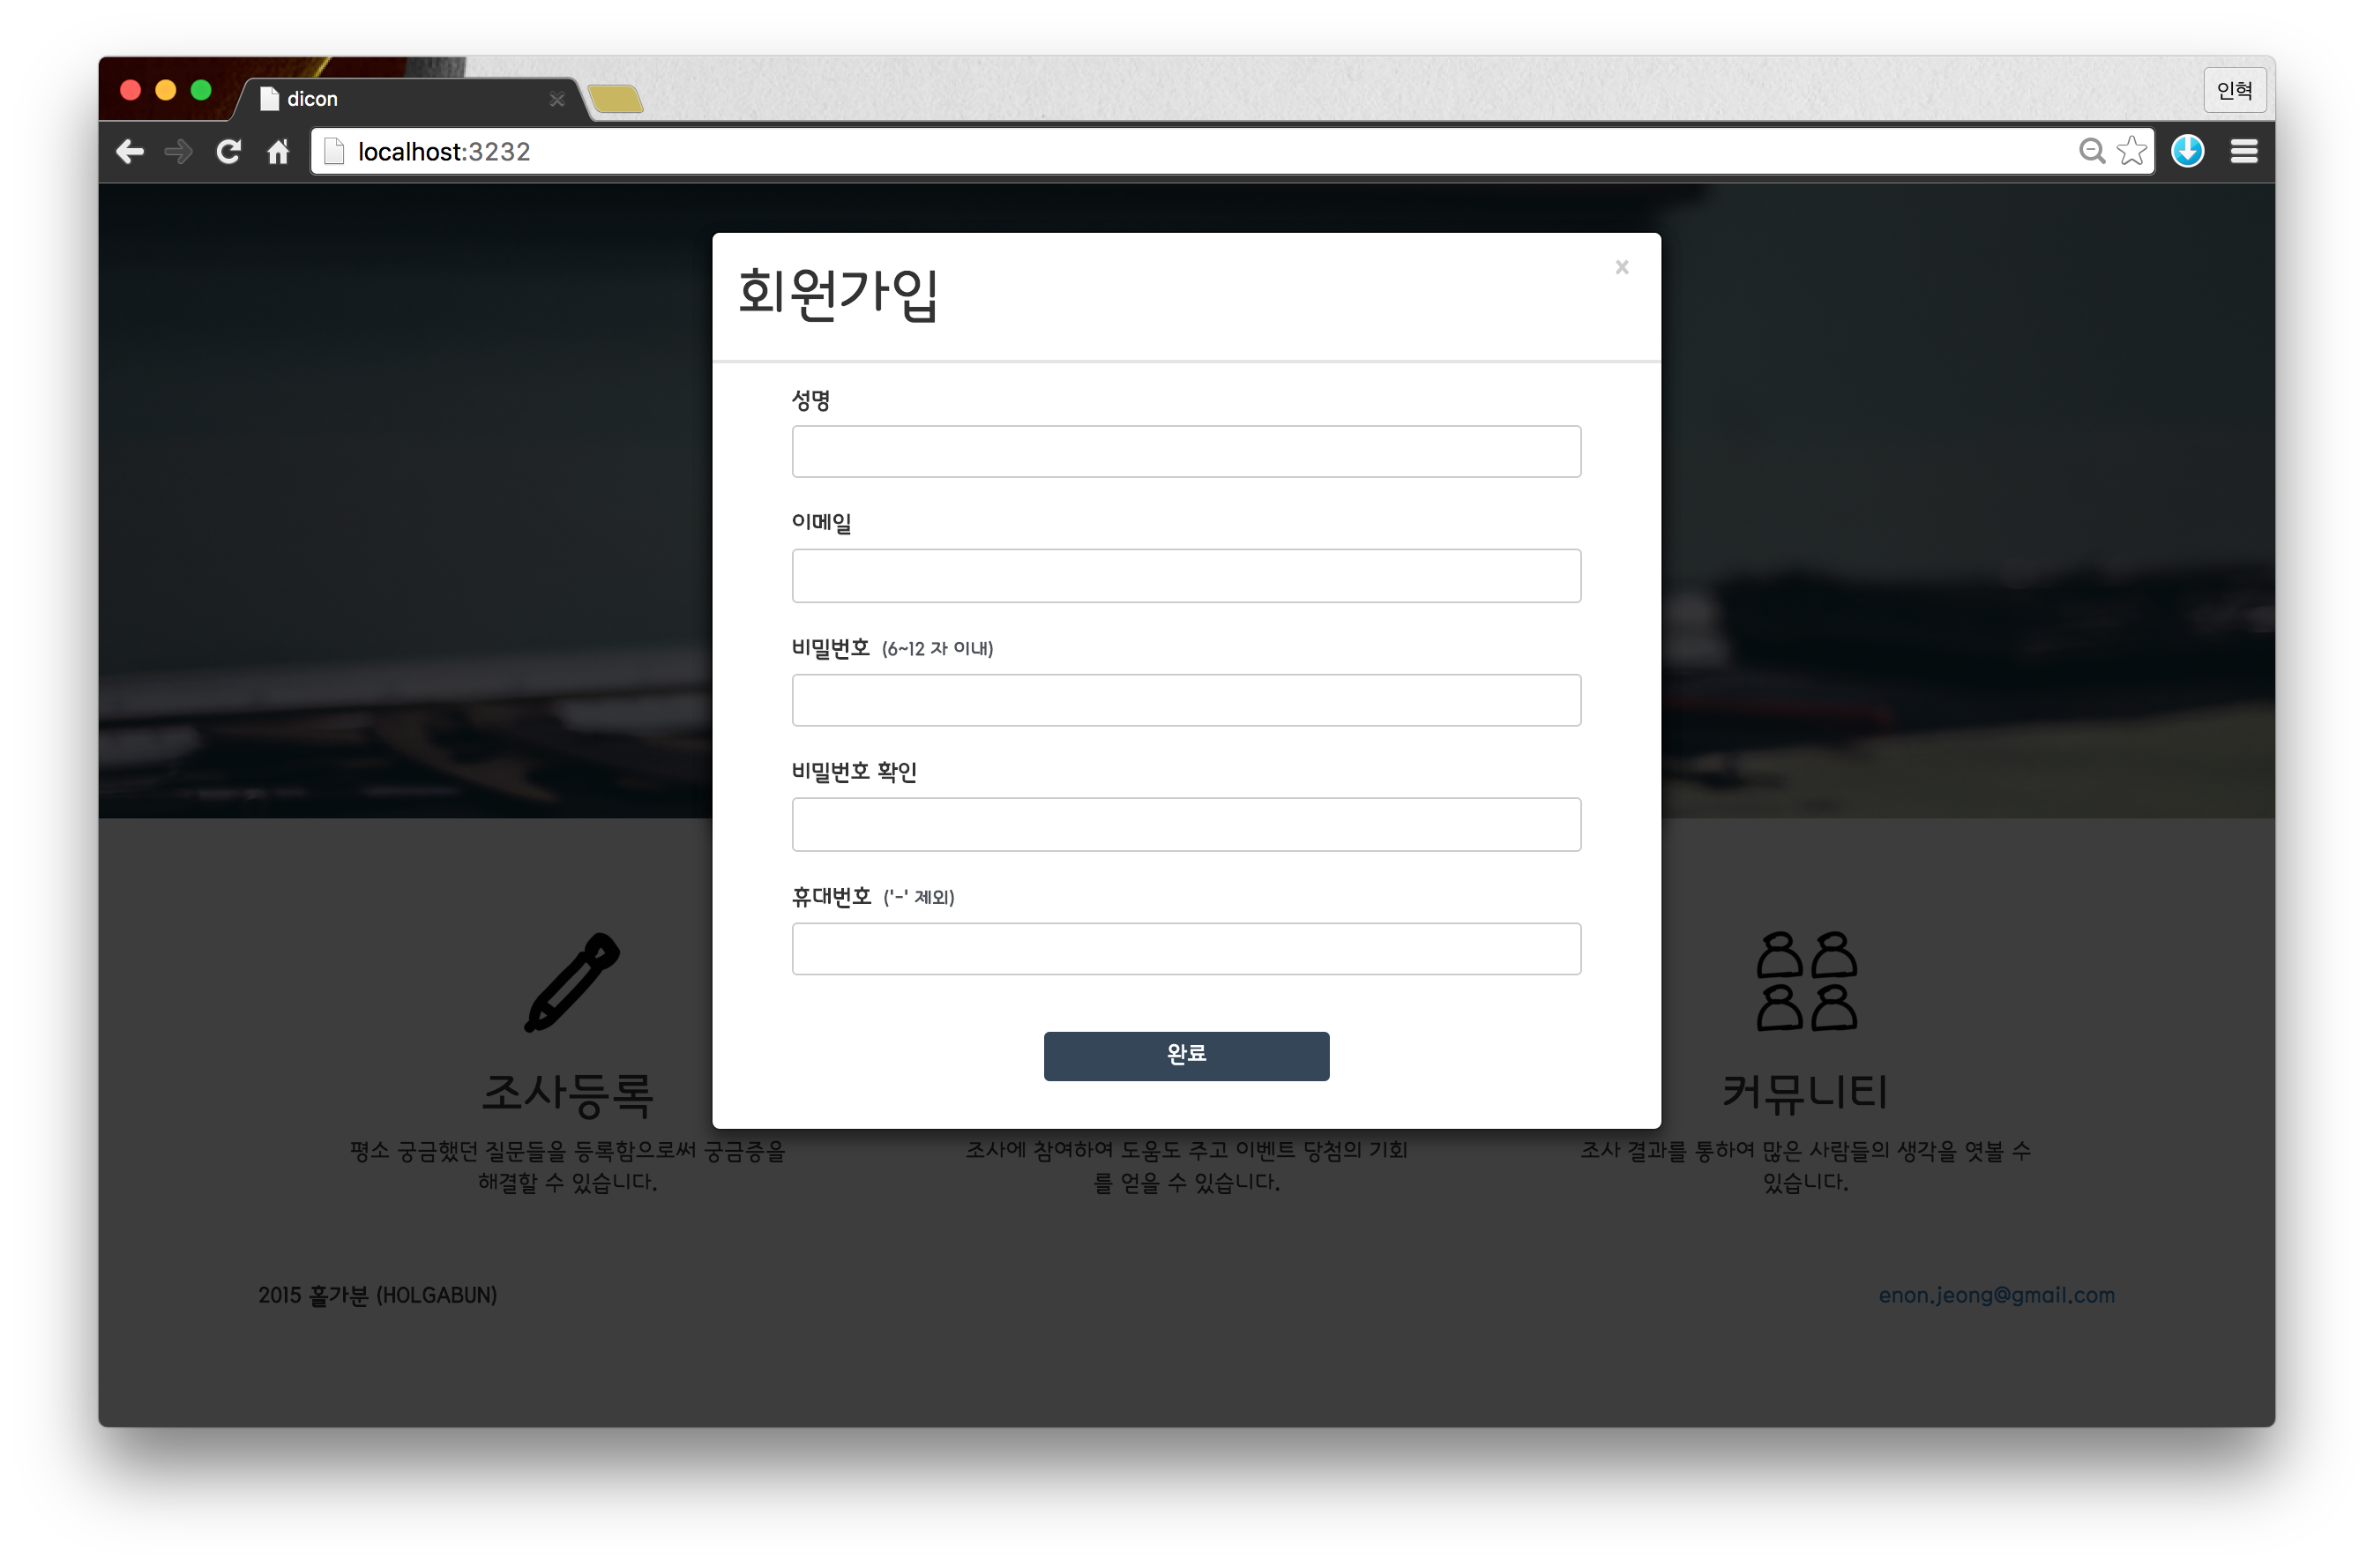 dicon
인혁
localhost:3232
회원가입
×
성명
이메일
비밀번호 (6~12 자 이내)
비밀번호 확인
휴대번호 ('-' 제외)
완료
조사등록
평소 궁금했던 질문들을 등록함으로써 궁금증을
해결할 수 있습니다.
조사에 참여하여 도움도 주고 이벤트 당첨의 기회
를 얻을 수 있습니다.
커뮤니티
조사 결과를 통하여 많은 사람들의 생각을 엿볼 수
있습니다.
2015 홀가분 (HOLGABUN)
enon.jeong@gmail.com